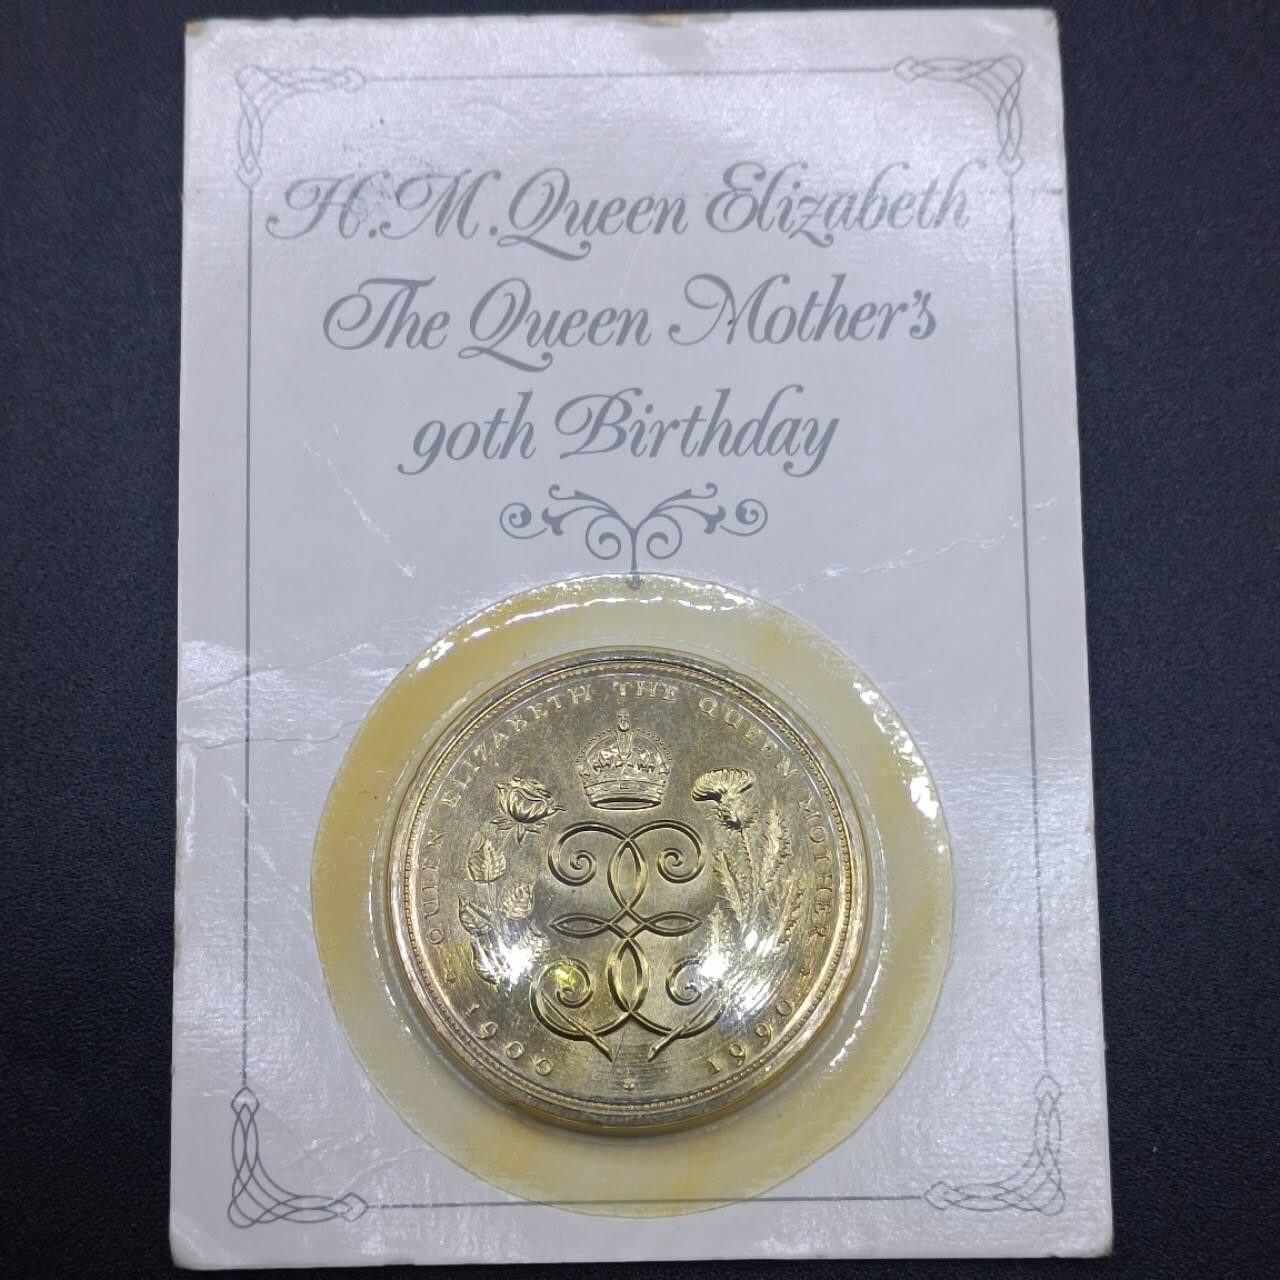 H.M. Queen Elizabeth
The Queen Mother's
90th Birthday
QUEEN ELIZABETH THE QUEEN MOTHER
1900 1990